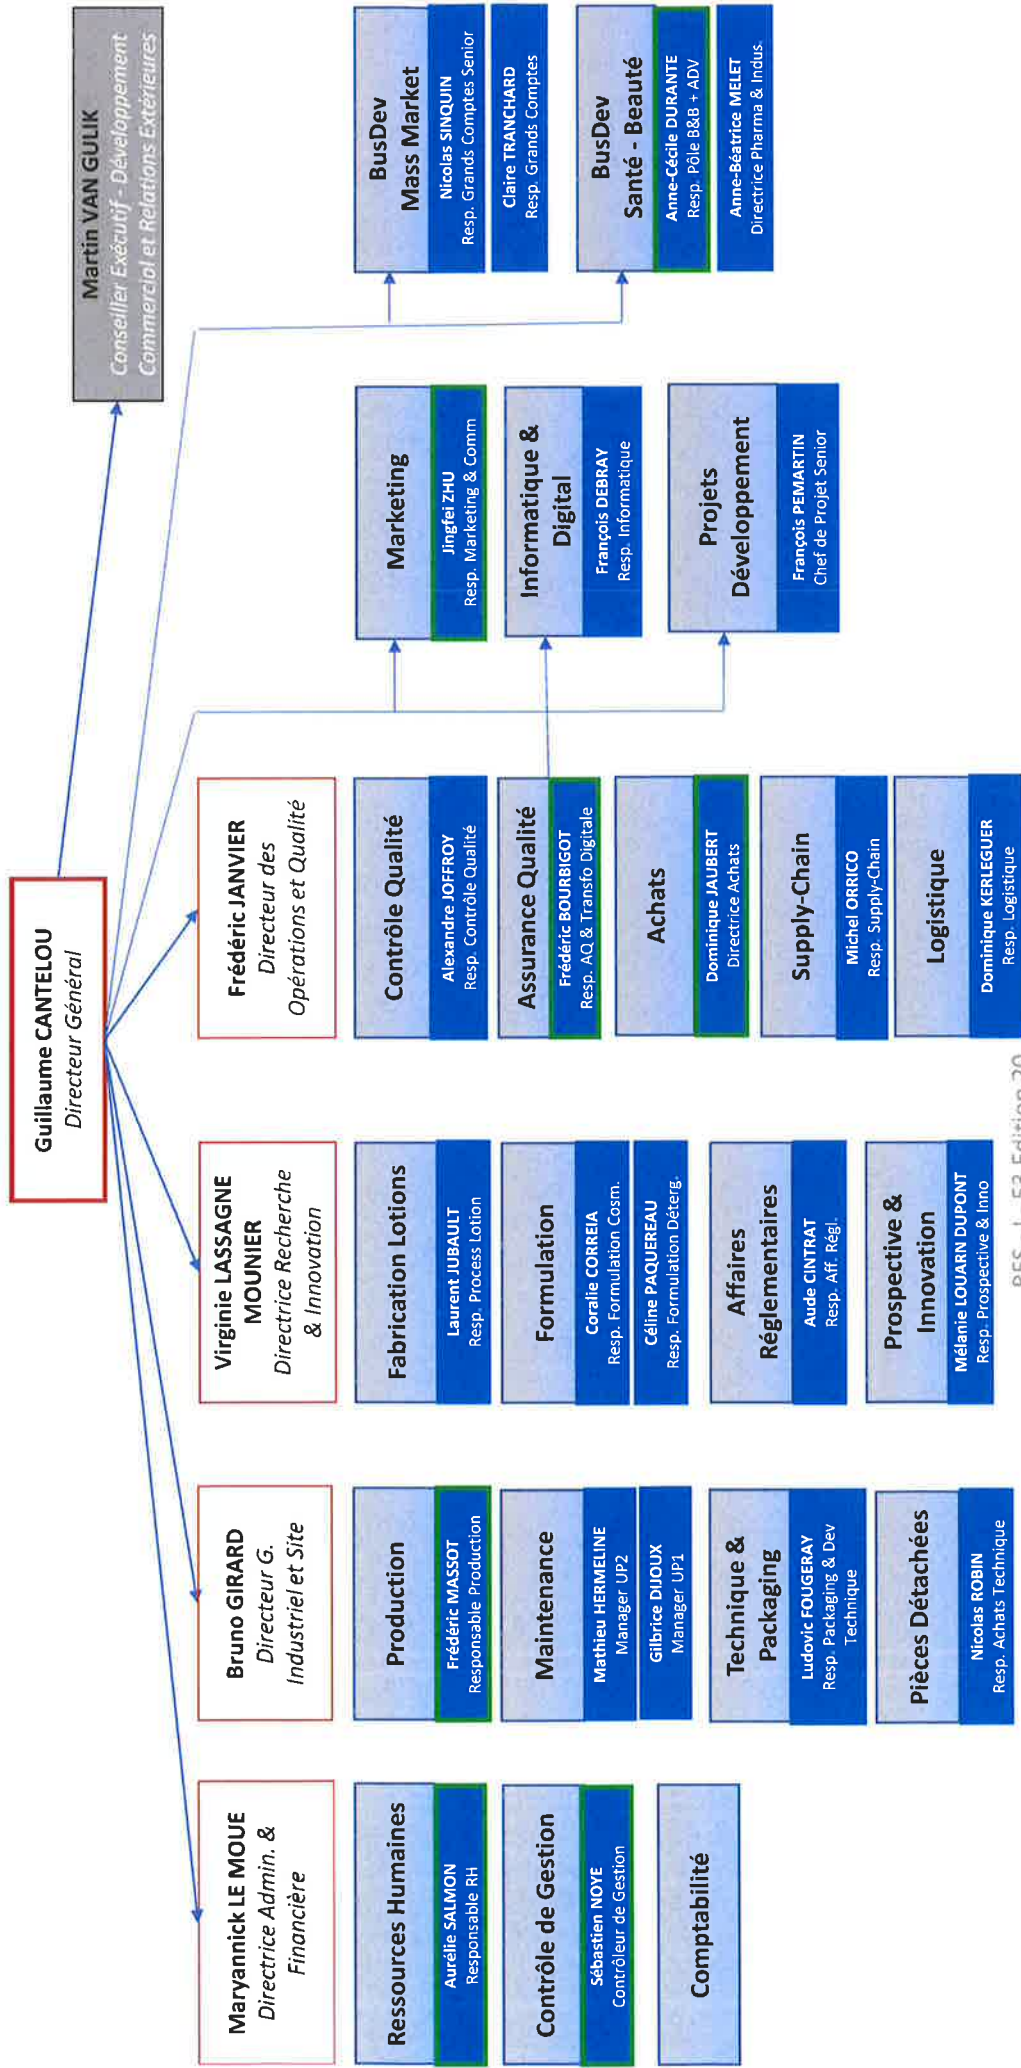 Guillaume CANTELOU
Directeur Général
Martin VAN GULIK
Conseiller Exécutif - Développement
Commercial et Relations Extérieures
Maryannick LE MOUE
Directrice Admin. &
Financière
Ressources Humaines
Aurélie SALMON
Responsable RH
Contrôle de Gestion
Sébastien NOYE
Contrôleur de Gestion
Comptabilité
Bruno GIRARD
Directeur G.
Industriel et Site
Production
Frédéric MASSOT
Responsable Production
Maintenance
Mathieu HERMELINE
Manager UP2
Gilbrice DIJOUX
Manager UP1
Technique &
Packaging
Ludovic FOUGERAY
Resp. Packaging & Dev
Technique
Pièces Détachées
Nicolas ROBIN
Resp. Achats Technique
Virginie LASSAGNE
MOUNIER
Directrice Recherche
& Innovation
Fabrication Lotions
Laurent JUBAULT
Resp. Process Lotion
Formulation
Coralie CORREIA
Resp. Formulation Cosm.
Céline PAQUEREAU
Resp. Formulation Déterg.
Affaires
Réglementaires
Aude CINTRAT
Resp. Aff. Régl.
Prospective &
Innovation
Mélanie LOUARN DUPONT
Resp. Prospective & Inno
Frédéric JANVIER
Directeur des
Opérations et Qualité
Contrôle Qualité
Alexandre JOFFROY
Resp. Contrôle Qualité
Assurance Qualité
Frédéric BOURBIGOT
Resp. AQ & Transfo Digitale
Achats
Dominique JAUBERT
Directrice Achats
Supply-Chain
Michel ORRICO
Resp. Supply-Chain
Logistique
Dominique KERLEGUER
Resp. Logistique
Marketing
Jingfei ZHU
Resp. Marketing & Comm
Informatique &
Digital
François DEBRAY
Resp. Informatique
Projets
Développement
François PEMARTIN
Chef de Projet Senior
BusDev
Mass Market
Nicolas SINQUIN
Resp. Grands Comptes Senior
Claire TRANCHARD
Resp. Grands Comptes
BusDev
Santé - Beauté
Anne-Cécile DURANTE
Resp. Pôle B&B + ADV
Anne-Béatrice MELET
Directrice Pharma & Indus.
Edition 20